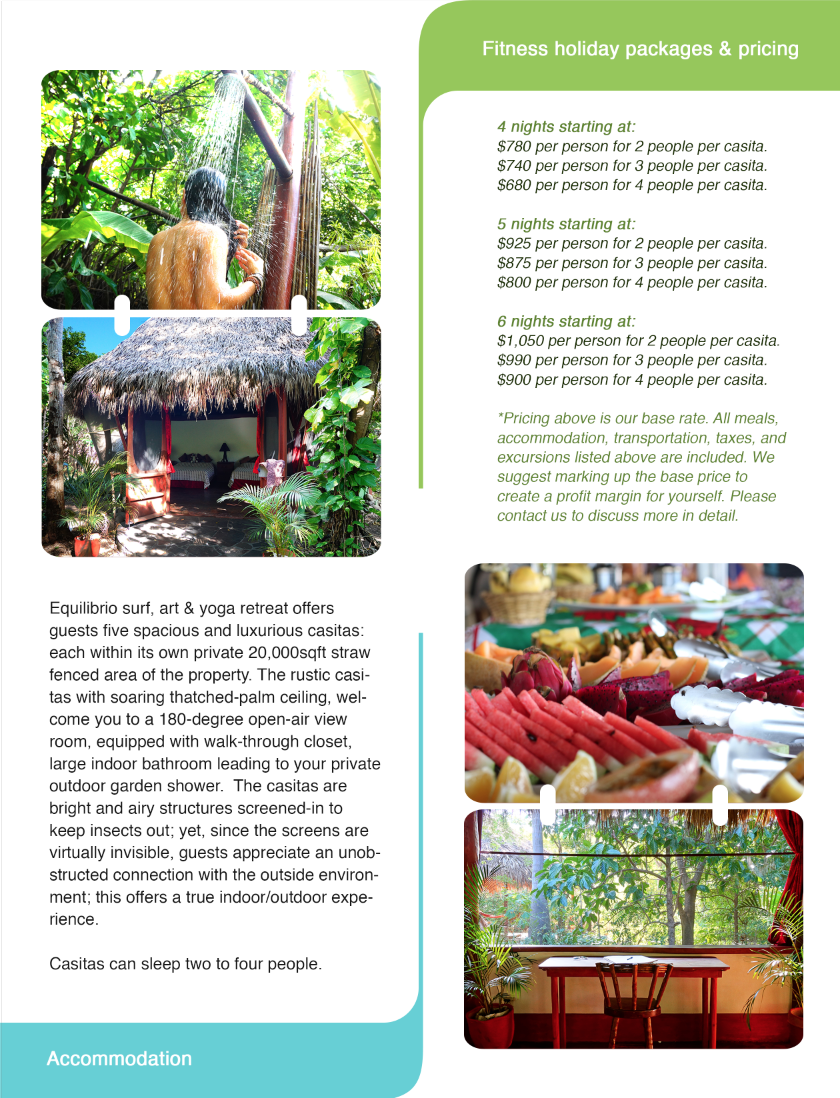 Equilibrio surf, art & yoga retreat offers
guests five spacious and luxurious casitas:
each within its own private 20,000sqft straw
fenced area of the property. The rustic casi-
tas with soaring thatched-palm ceiling, wel-
come you to a 180-degree open-air view
room, equipped with walk-through closet,
large indoor bathroom leading to your private
outdoor garden shower.  The casitas are
bright and airy structures screened-in to
keep insects out; yet, since the screens are
virtually invisible, guests appreciate an unob-
structed connection with the outside environ-
ment; this offers a true indoor/outdoor expe-
rience.
Casitas can sleep two to four people.
Accommodation
Fitness holiday packages & pricing
4 nights starting at:
$780 per person for 2 people per casita.
$740 per person for 3 people per casita.
$680 per person for 4 people per casita.
5 nights starting at:
$925 per person for 2 people per casita.
$875 per person for 3 people per casita.
$800 per person for 4 people per casita.
6 nights starting at:
$1,050 per person for 2 people per casita.
$990 per person for 3 people per casita.
$900 per person for 4 people per casita.
*Pricing above is our base rate. All meals,
accommodation, transportation, taxes, and
excursions listed above are included. We
suggest marking up the base price to
create a profit margin for yourself. Please
contact us to discuss more in detail.